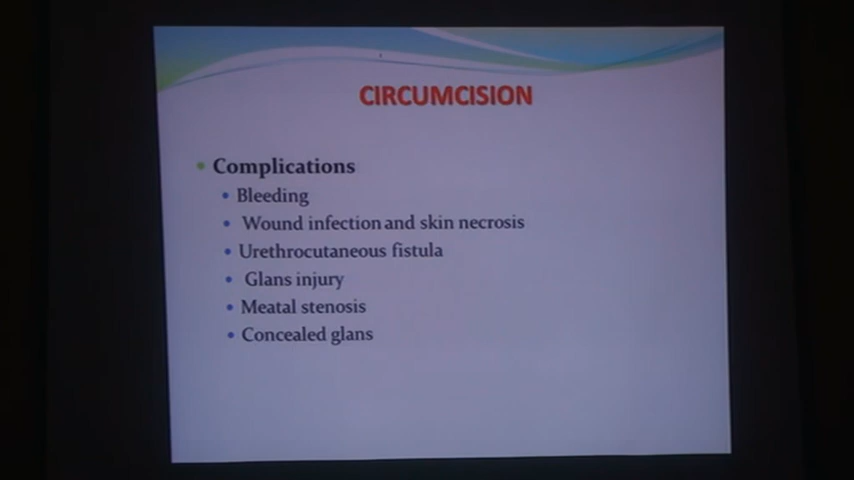 CIRCUMCISION
Complications
Bleeding
Wound infection and skin necrosis
Urethrocutaneous fistula
Glans injury
Meatal stenosis
Concealed glans